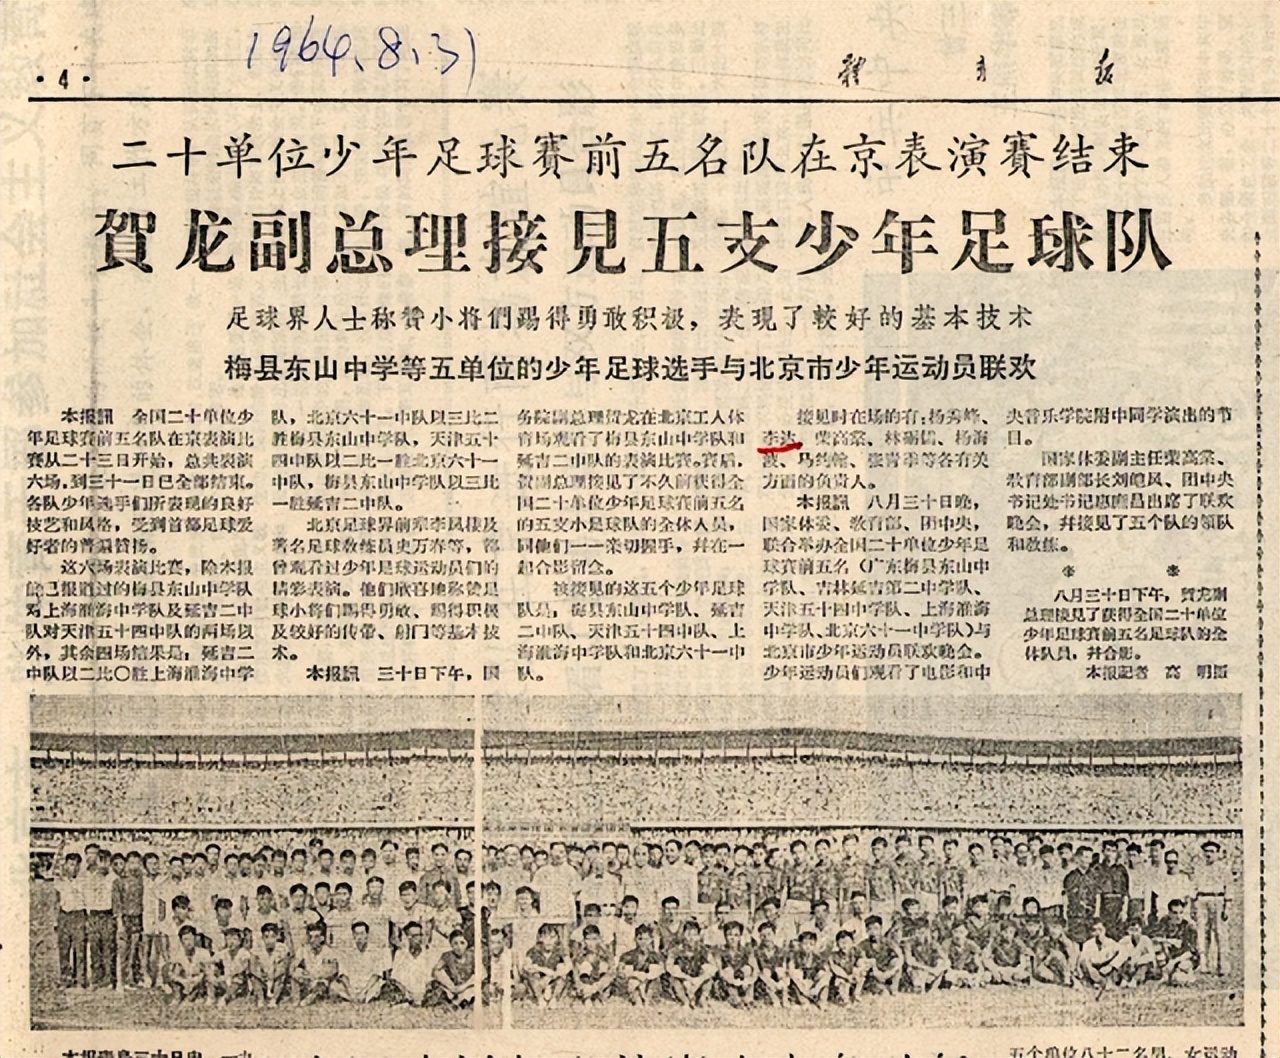 1964.8.31
·4·
体育报
二十单位少年足球赛前五名队在京表演赛结束
賀龙副总理接見五支少年足球队
足球界人士称赞小将們踢得勇敢积极，表現了較好的基本技术
梅县东山中学等五单位的少年足球选手与北京市少年运动员联欢
本报訊　全国二十单位少
年足球赛前五名队在京表演比
赛从二十三日开始，总共表演
六场，到三十一日已全部结束。
各队少年选手们所表现的良好
技艺和风格，受到首都足球爱
好者的普遍赞扬。
这六场表演比赛，除本报
前已报道过的梅县东山中学队
对上海淮海中学队及延吉二中
队对天津五十四中队的两场以
外，其余四场结果是：延吉二
中队以二比〇胜上海淮海中学
队，北京六十一中队以三比二
胜梅县东山中学队，天津五十
四中队以二比一胜北京六十一
中队，梅县东山中学队以三比
一胜延吉二中队。
北京足球界前辈李凤楼及
著名足球教练员史万春等，都
曾观看过少年足球运动员们的
精彩表演。他们欣喜地称赞足
球小将们踢得勇敢、踢得积极
及较好的传带、射门等基本技
术。
本报訊　三十日下午，国
务院副总理贺龙在北京工人体
育场观看了梅县东山中学队和
延吉二中队的表演比赛。赛后，
贺副总理接见了不久前获得全
国二十单位少年足球赛前五名
的五支小足球队的全体人员，
同他们一一亲切握手，并在一
起合影留念。
被接见的这五个少年足球
队是：梅县东山中学队、延吉
二中队、天津五十四中队、上
海淮海中学队和北京六十一中
队。
接见时在场的有：杨秀峰、
李达、荣高棠、林砺儒、杨海
波、马约翰、张青季等各有关
方面的负责人。
本报訊　八月三十日晚，
国家体委、教育部、团中央，
联合举办全国二十单位少年足
球赛前五名（广东梅县东山中
学队、吉林延吉第二中学队、
天津五十四中学队、上海淮海
中学队、北京六十一中学队）与
北京市少年运动员联欢晚会。
少年运动员们观看了电影和中
央音乐学院附中同学演出的节
目。
国家体委副主任荣高棠、
教育部副部长刘皑风、团中央
书记处书记惠庶昌出席了联欢
晚会，并接见了五个队的领队
和教练。
＊　＊
八月三十日下午，贺龙副
总理接见了获得全国二十单位
少年足球赛前五名足球队的全
体队员，并合影。
本报記者　高　明摄
五个单位八十二名男、女运动